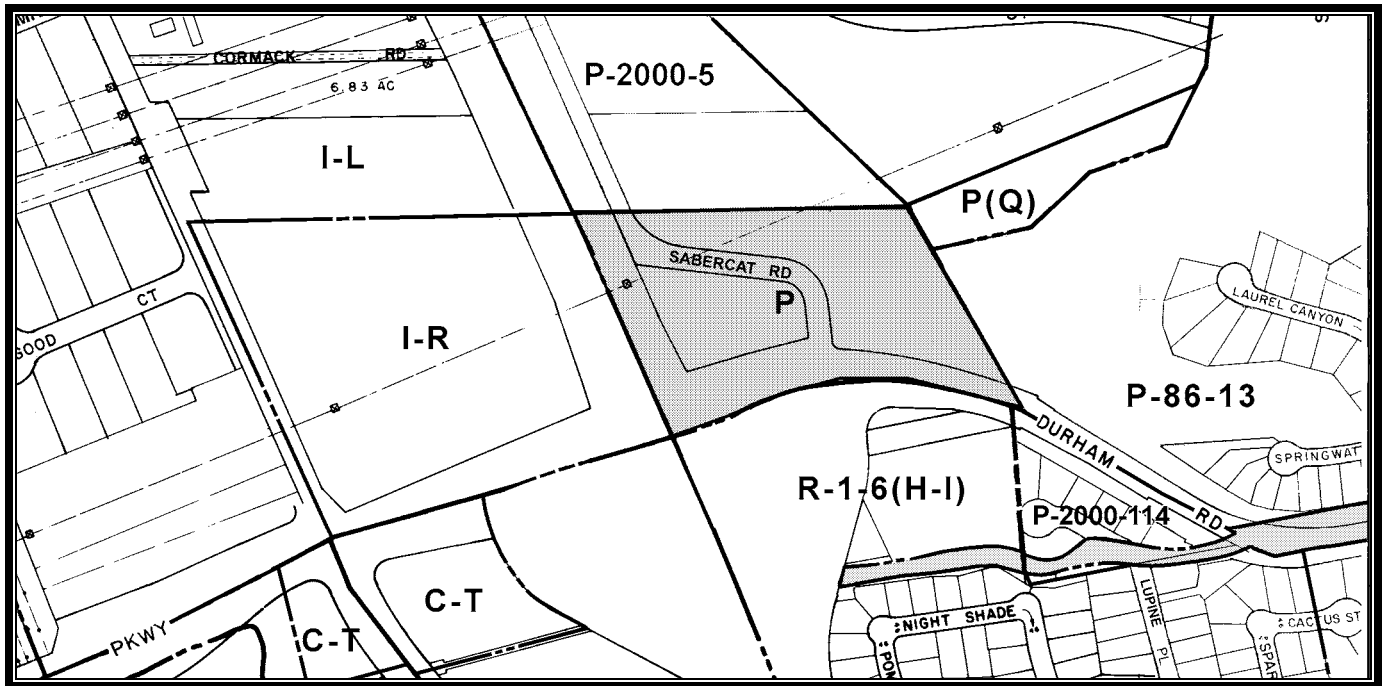 CORMACK RD
6.83 AC
P-2000-5
I-L
P(Q)
SABERCAT RD
P
CT
LAUREL CANYON
I-R
P-86-13
DURHAM RD
SPRINGWAT
R-1-6(H-I)
P-2000-114
C-T
LUPINE PL
NIGHT SHADE
CACTUS ST
PKWY
C-T